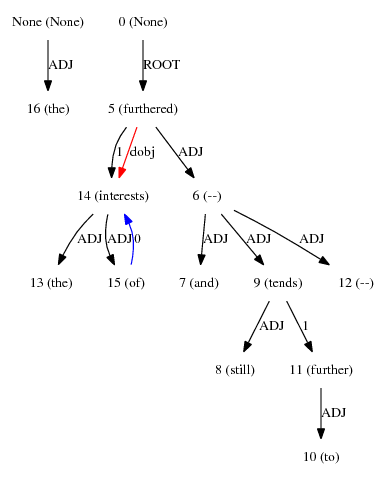 None (None) 0 (None)
ADJ ROOT
16 (the) 5 (furthered)
1 dobj ADJ
14 (interests) 6 (--)
ADJ ADJ 0 ADJ ADJ ADJ
13 (the) 15 (of) 7 (and) 9 (tends) 12 (--)
ADJ 1
8 (still) 11 (further)
ADJ
10 (to)